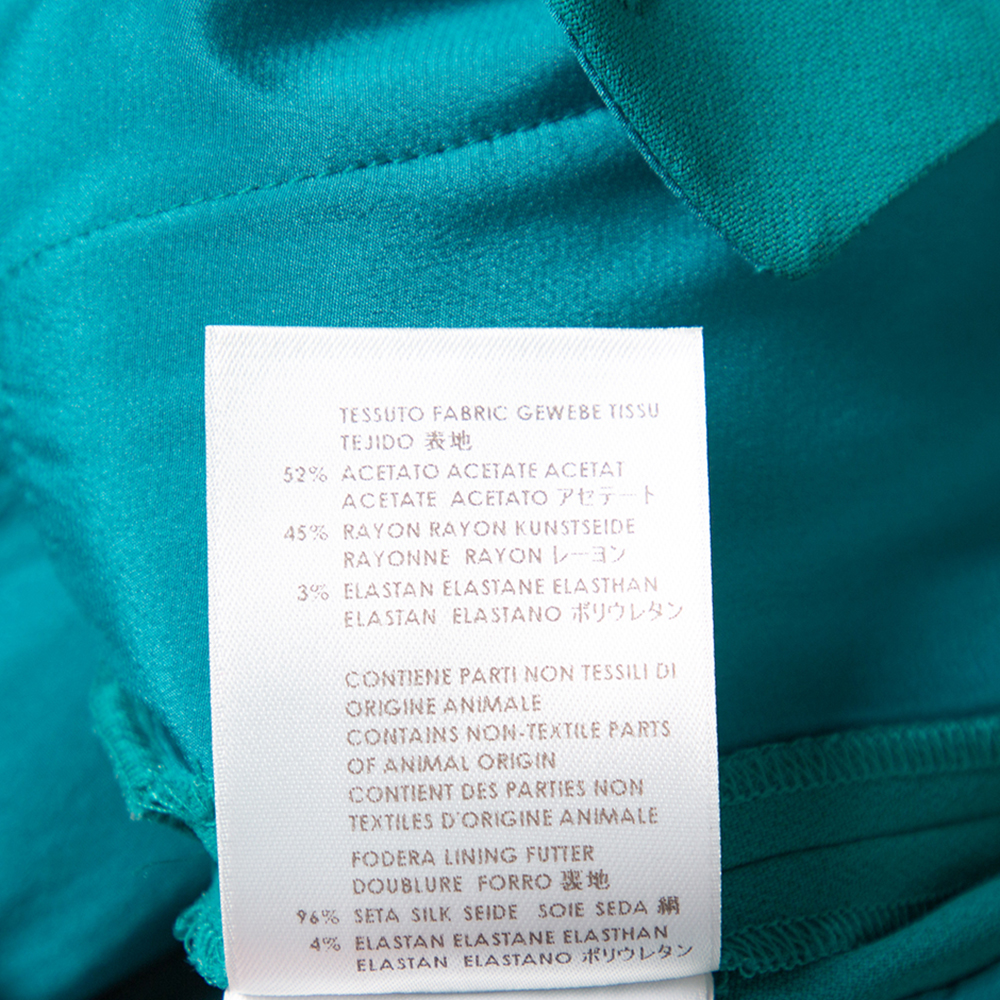 TESSUTO FABRIC GEWEBE TISSU
TEJIDO 表地
52% ACETATO ACETATE ACETAT
ACETATE ACETATO アセテート
45% RAYON RAYON KUNSTSEIDE
RAYONNE RAYON レーヨン
3% ELASTAN ELASTANE ELASTHAN
ELASTAN ELASTANO ポリウレタン
CONTIENE PARTI NON TESSILI DI
ORIGINE ANIMALE
CONTAINS NON-TEXTILE PARTS
OF ANIMAL ORIGIN
CONTIENT DES PARTIES NON
TEXTILES D'ORIGINE ANIMALE
FODERA LINING FUTTER
DOUBLURE FORRO 裏地
96% SETA SILK SEIDE SOIE SEDA 絹
4% ELASTAN ELASTANE ELASTHAN
ELASTAN ELASTANO ポリウレタン